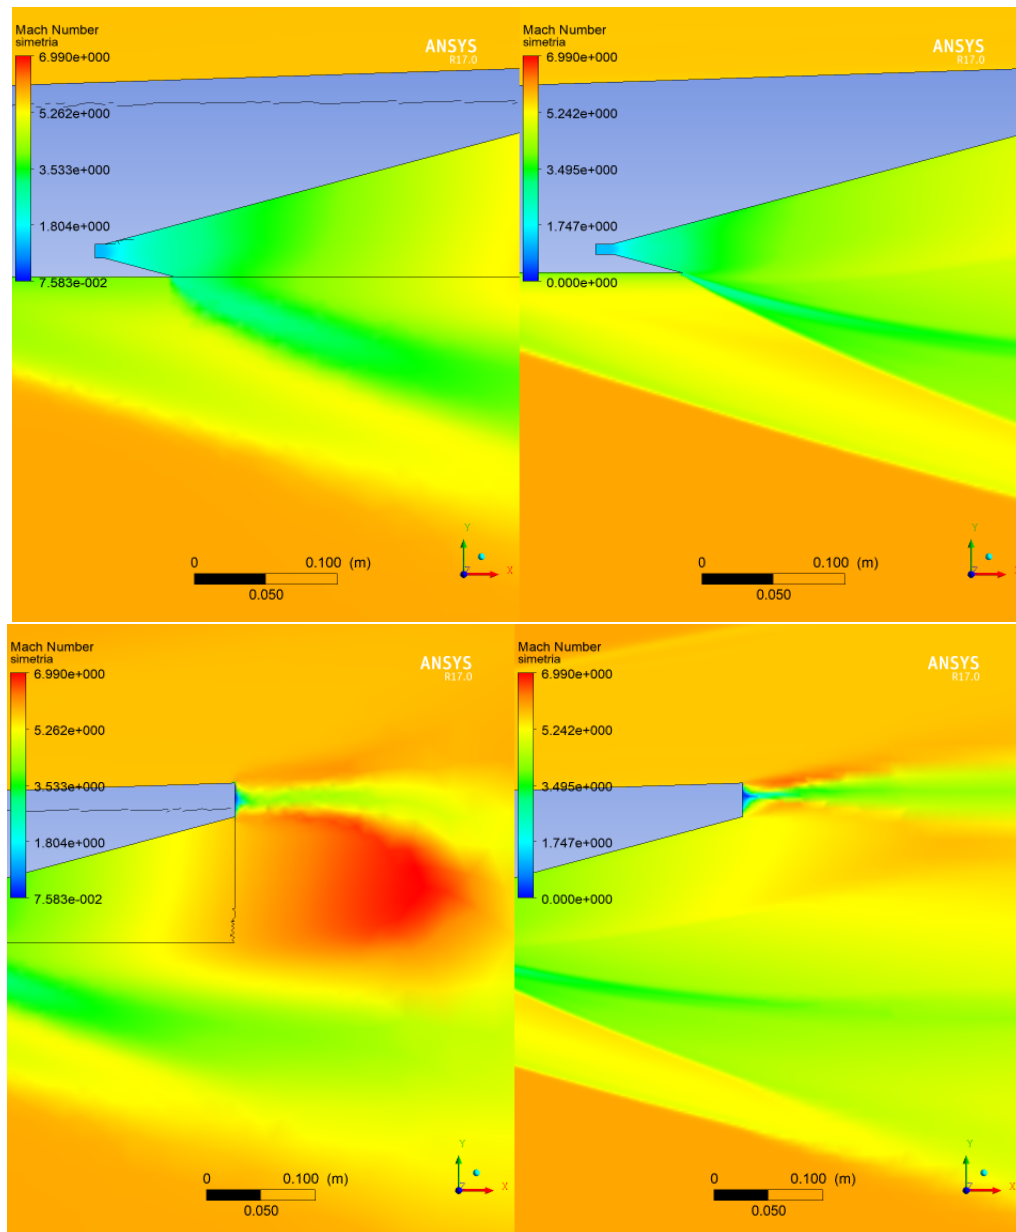 Mach Number
simetria
6.990e+000
5.262e+000
3.533e+000
1.804e+000
7.583e-002
ANSYS
R17.0
0 0.100 (m)
0.050
Y
Z
X
Mach Number
simetria
6.990e+000
5.242e+000
3.495e+000
1.747e+000
0.000e+000
ANSYS
R17.0
0 0.100 (m)
0.050
Y
Z
X
Mach Number
simetria
6.990e+000
5.262e+000
3.533e+000
1.804e+000
7.583e-002
ANSYS
R17.0
0 0.100 (m)
0.050
Y
Z
X
Mach Number
simetria
6.990e+000
5.242e+000
3.495e+000
1.747e+000
0.000e+000
ANSYS
R17.0
0 0.100 (m)
0.050
Y
Z
X